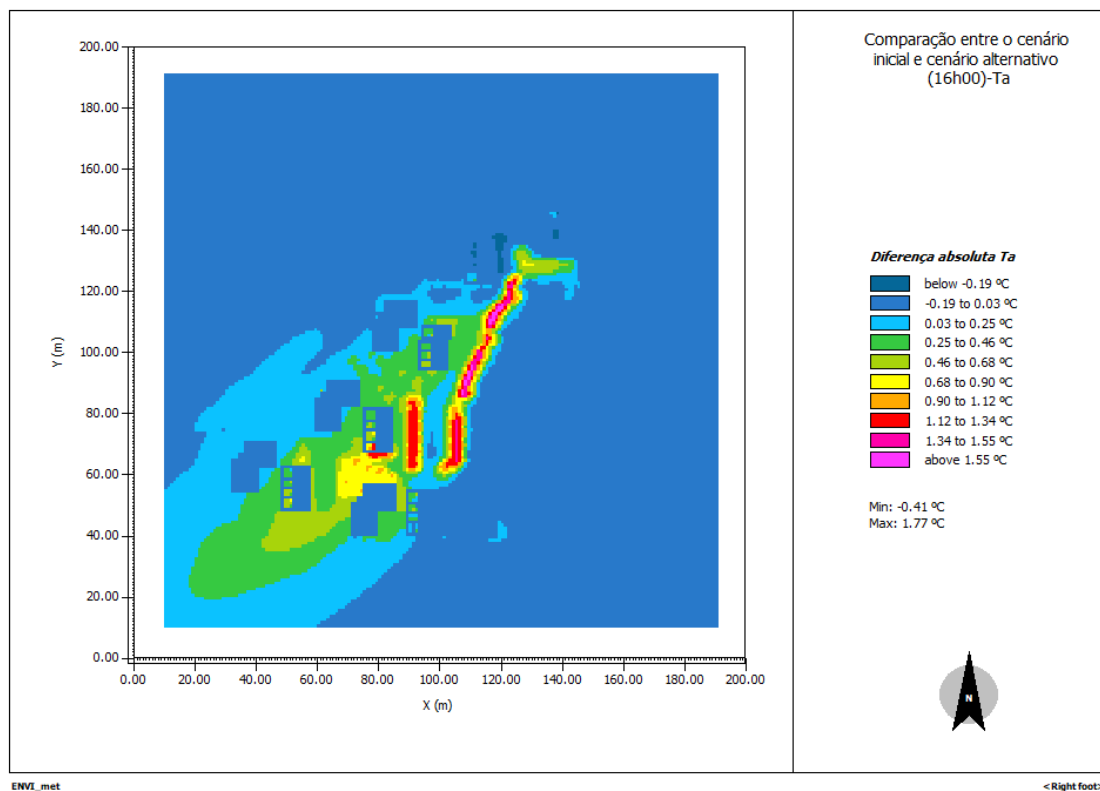 Comparação entre o cenário
inicial e cenário alternativo
(16h00)-Ta
200.00
180.00
160.00
140.00
120.00
100.00
80.00
60.00
40.00
20.00
0.00
Y (m)
0.00 20.00 40.00 60.00 80.00 100.00 120.00 140.00 160.00 180.00 200.00
X (m)
Diferença absoluta Ta
below -0.19 ºC
-0.19 to 0.03 ºC
0.03 to 0.25 ºC
0.25 to 0.46 ºC
0.46 to 0.68 ºC
0.68 to 0.90 ºC
0.90 to 1.12 ºC
1.12 to 1.34 ºC
1.34 to 1.55 ºC
above 1.55 ºC
Min: -0.41 ºC
Max: 1.77 ºC
N
ENVI_met
<Right foot>